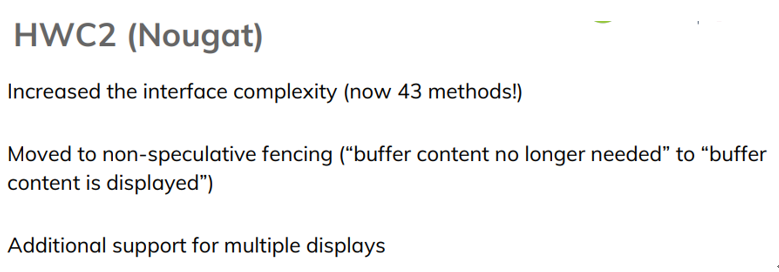 HWC2 (Nougat)
Increased the interface complexity (now 43 methods!)
Moved to non-speculative fencing (“buffer content no longer needed” to “buffer
content is displayed”)
Additional support for multiple displays